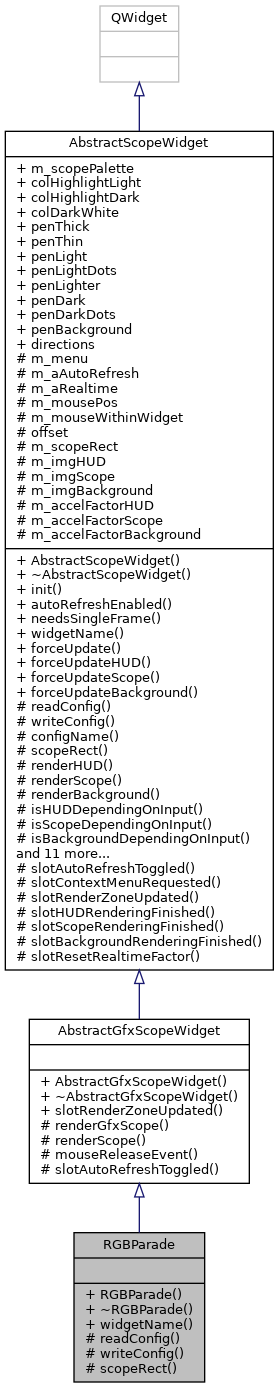 QWidget
AbstractScopeWidget
+ m_scopePalette
+ colHighlightLight
+ colHighlightDark
+ colDarkWhite
+ penThick
+ penThin
+ penLight
+ penLightDots
+ penLighter
+ penDark
+ penDarkDots
+ penBackground
+ directions
# m_menu
# m_aAutoRefresh
# m_aRealtime
# m_mousePos
# m_mouseWithinWidget
# offset
# m_scopeRect
# m_imgHUD
# m_imgScope
# m_imgBackground
# m_accelFactorHUD
# m_accelFactorScope
# m_accelFactorBackground
+ AbstractScopeWidget()
+ ~AbstractScopeWidget()
+ init()
+ autoRefreshEnabled()
+ needsSingleFrame()
+ widgetName()
+ forceUpdate()
+ forceUpdateHUD()
+ forceUpdateScope()
+ forceUpdateBackground()
# readConfig()
# writeConfig()
# configName()
# scopeRect()
# renderHUD()
# renderScope()
# renderBackground()
# isHUDDependingOnInput()
# isScopeDependingOnInput()
# isBackgroundDependingOnInput()
and 11 more...
# slotAutoRefreshToggled()
# slotContextMenuRequested()
# slotRenderZoneUpdated()
# slotHUDRenderingFinished()
# slotScopeRenderingFinished()
# slotBackgroundRenderingFinished()
# slotResetRealtimeFactor()
AbstractGfxScopeWidget
+ AbstractGfxScopeWidget()
+ ~AbstractGfxScopeWidget()
+ slotRenderZoneUpdated()
# renderGfxScope()
# renderScope()
# mouseReleaseEvent()
# slotAutoRefreshToggled()
RGBParade
+ RGBParade()
+ ~RGBParade()
+ widgetName()
# readConfig()
# writeConfig()
# scopeRect()